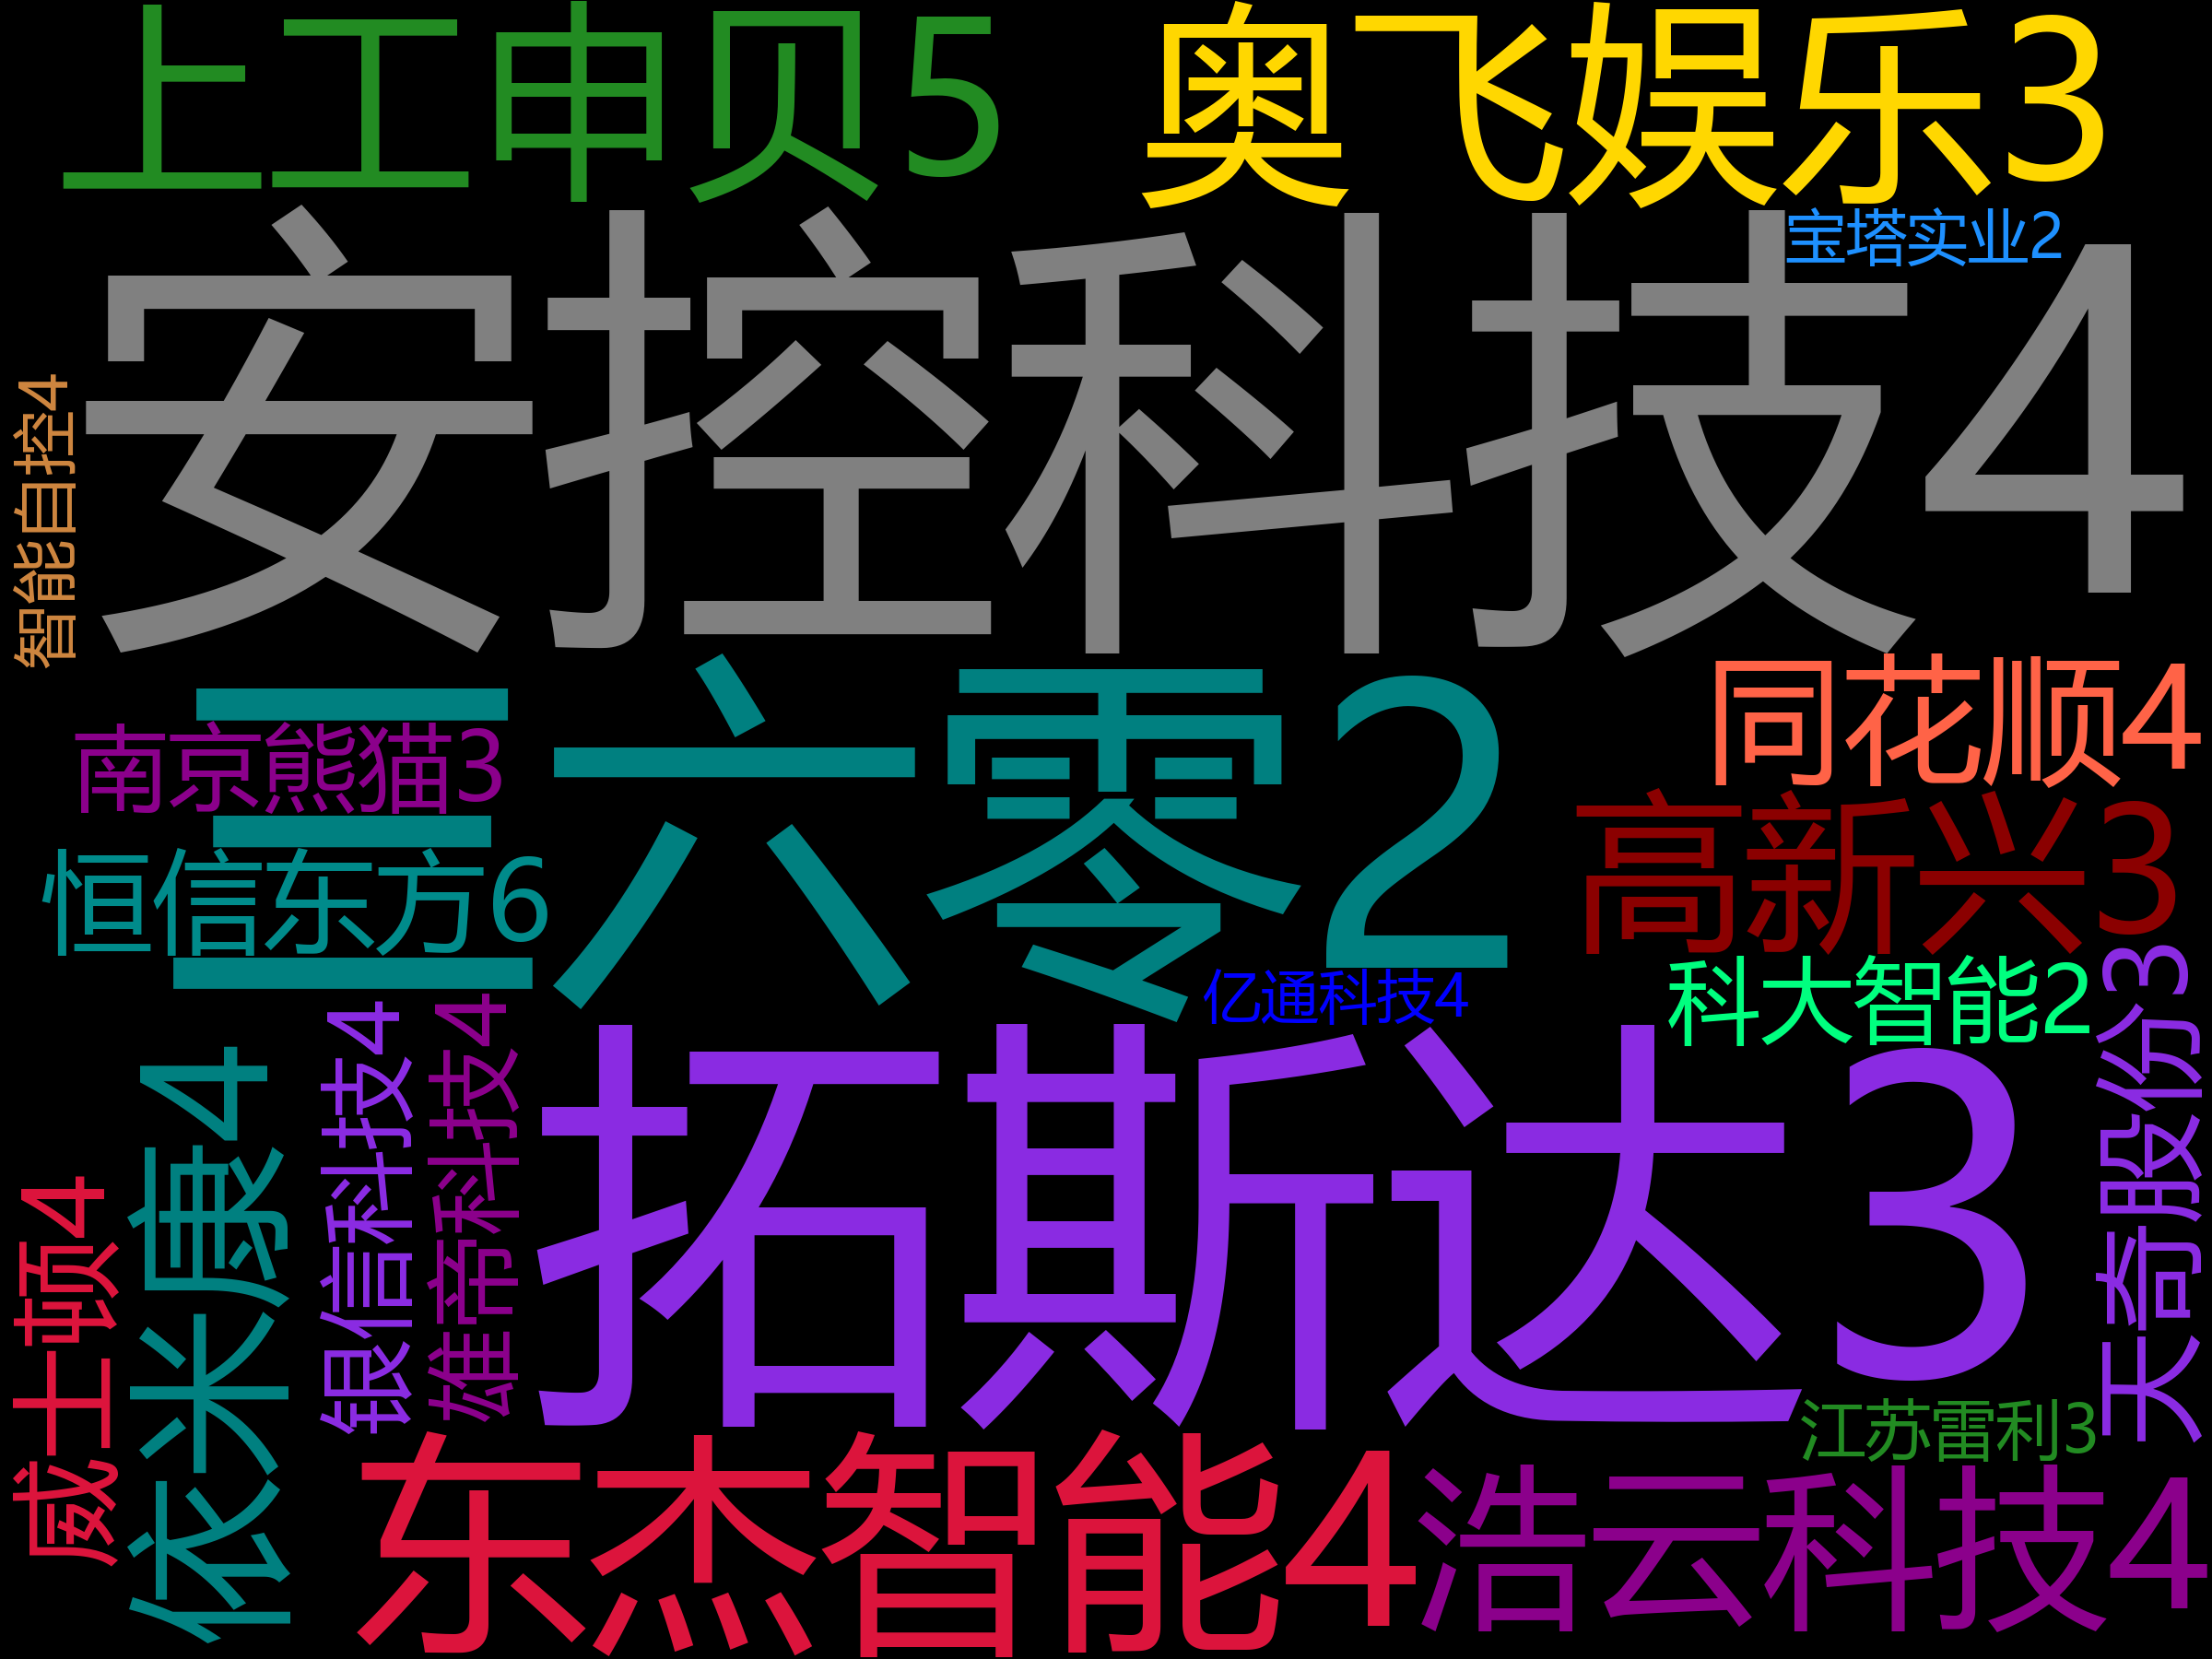 上工申贝5
奥飞娱乐3
宝塔实业2
安控科技4
智能自控4
三六零2
同花顺4
南京熊猫3
高新兴3
恒信东方6
科大智能2
亿通科技4
天奇股份3
拓斯达3
银信科技4
雄帝科技4
依米康4
威士顿4
江苏雷利3
东杰智能4
浩云科技4